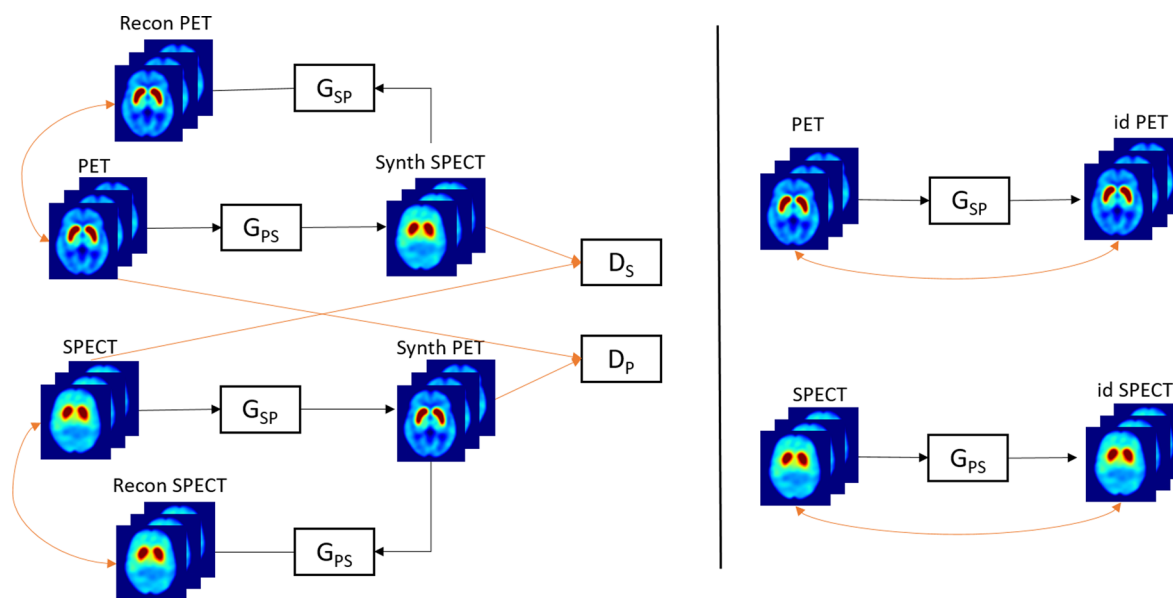 Recon PET
G_SP
PET
Synth SPECT
G_PS
D_S
SPECT
Synth PET
D_P
G_SP
Recon SPECT
G_PS
PET
id PET
G_SP
SPECT
id SPECT
G_PS